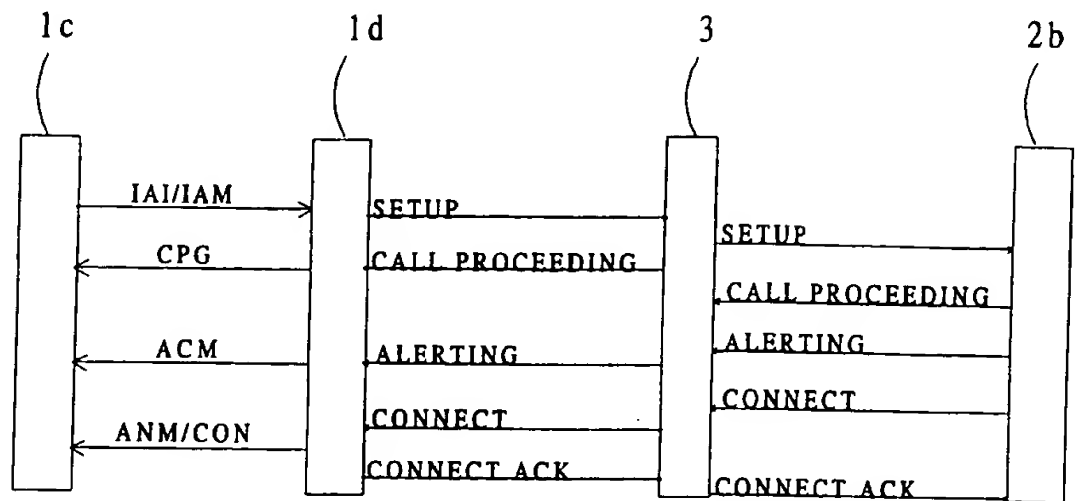 1c
1d
3
2b
IAI/IAM
SETUP
SETUP
CPG
CALL PROCEEDING
CALL PROCEEDING
ACM
ALERTING
ALERTING
CONNECT
CONNECT
ANM/CON
CONNECT ACK
CONNECT ACK